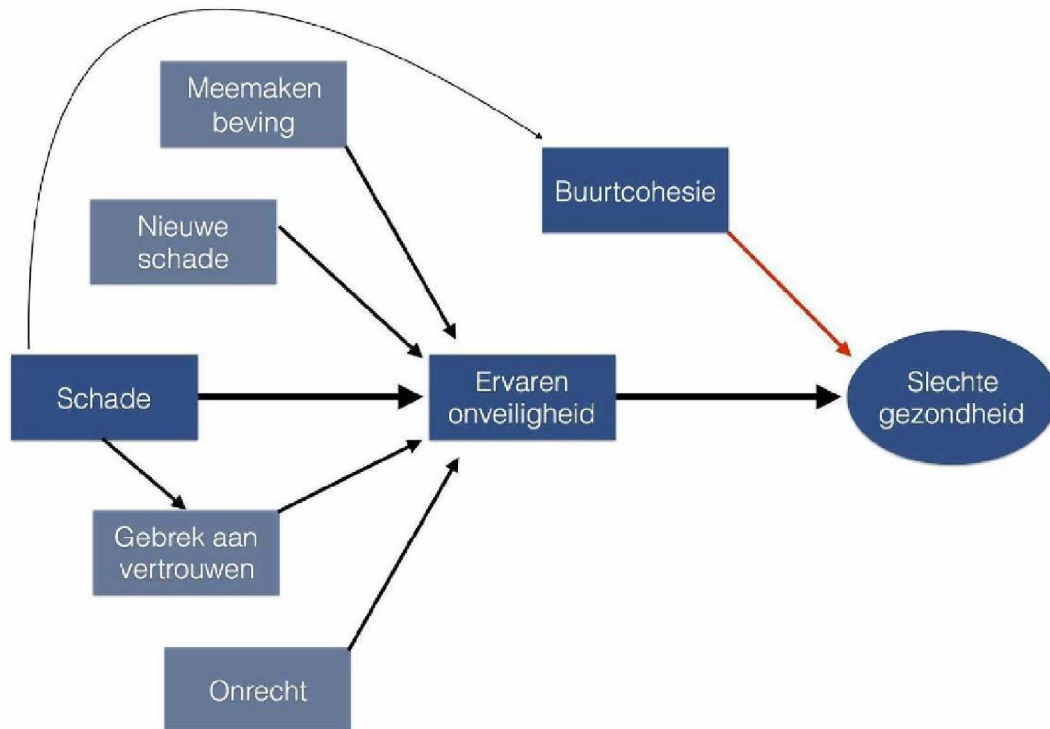 Meemaken
beving
Buurtcohesie
Nieuwe
schade
Schade
Ervaren
onveiligheid
Slechte
gezondheid
Gebrek aan
vertrouwen
Onrecht